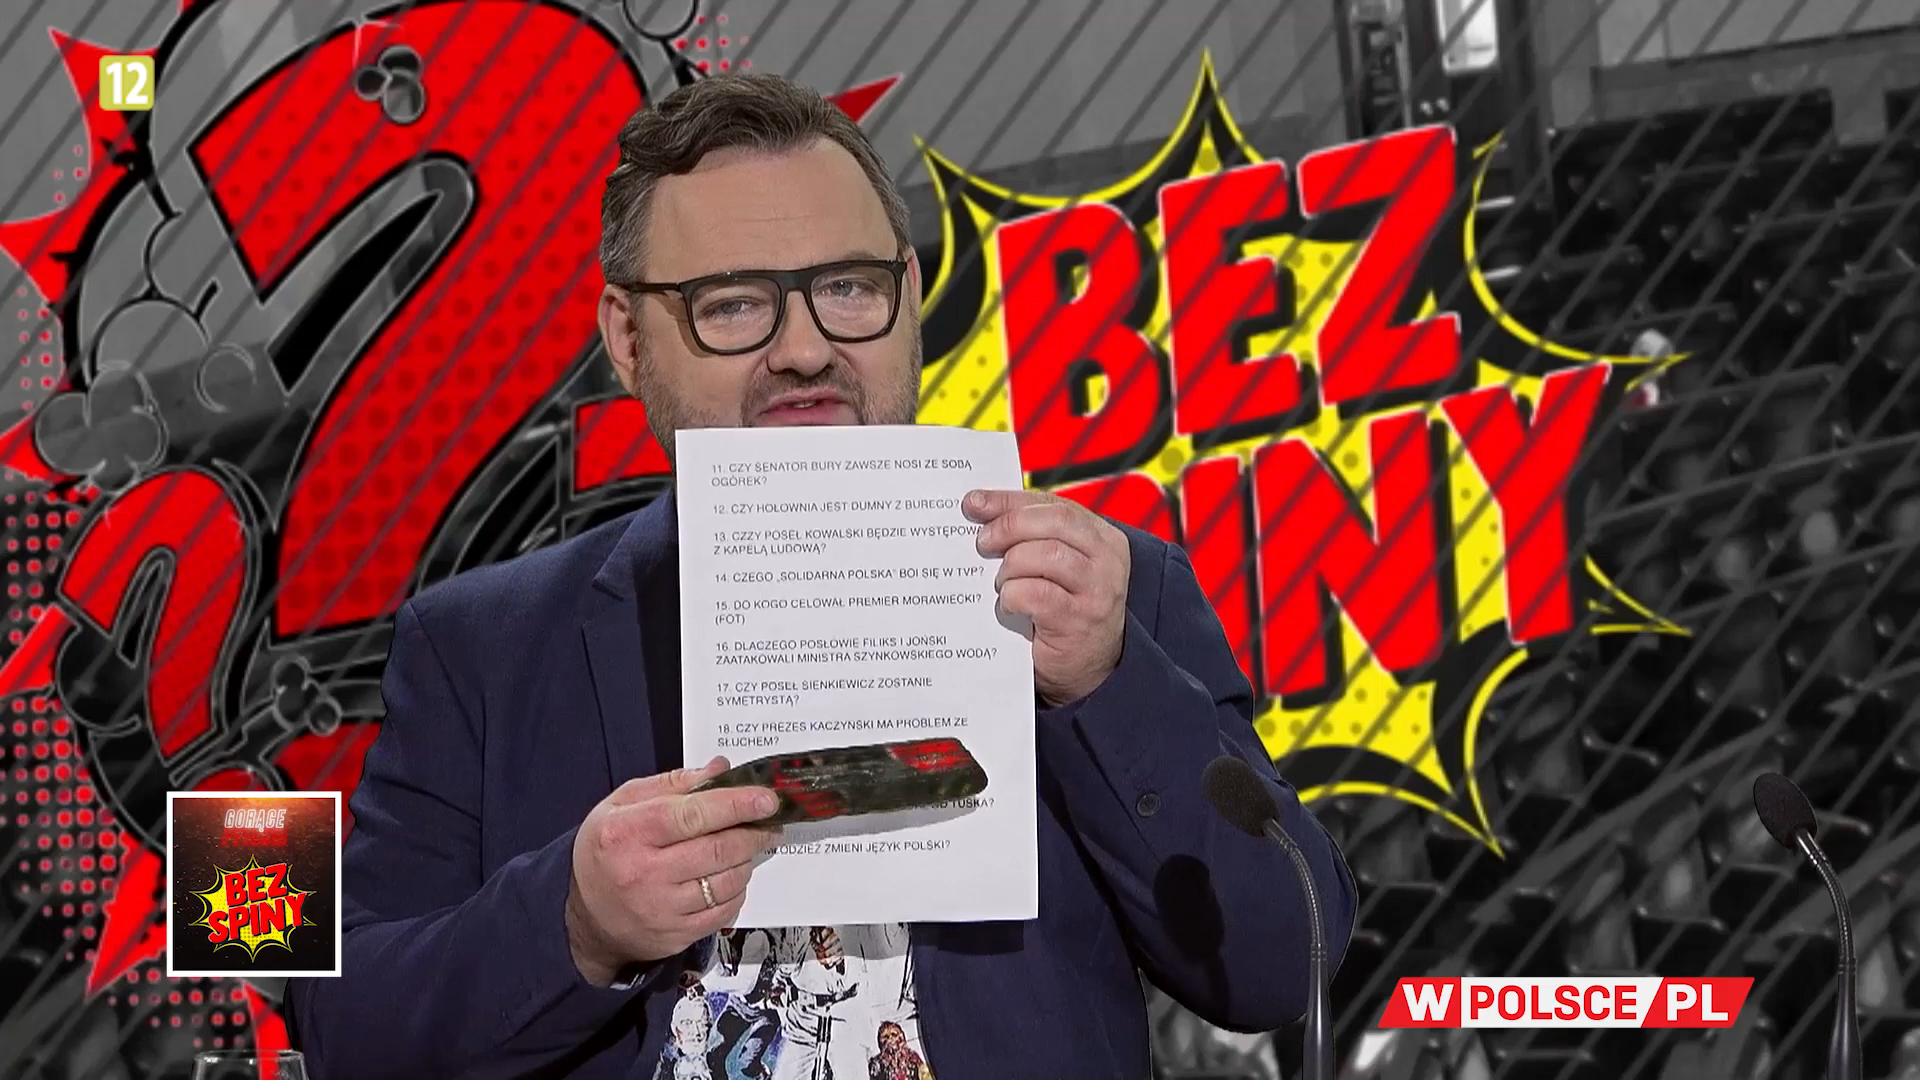 12
BEZ
SPINY
11. CZY SENATOR BURY ZAWSZE NOSI ZE SOBĄ
OGÓREK?
12. CZY HOŁOWNIA JEST DUMNY Z BUREGO?
13. CZZY POSEŁ KOWALSKI BĘDZIE WYSTĘPOWA
Z KAPELĄ LUDOWĄ?
14. CZEGO „SOLIDARNA POLSKA" BOI SIĘ W TVP?
15. DO KOGO CELOWAŁ PREMIER MORAWIECKI?
(FOT)
16. DLACZEGO POSŁOWIE FILIKS I JOŃSKI
ZAATAKOWALI MINISTRA SZYNKOWSKIEGO WODĄ?
17. CZY POSEŁ SIENKIEWICZ ZOSTANIE
SYMETRYSTĄ?
18. CZY PREZES KACZYŃSKI MA PROBLEM ZE
SŁUCHEM?
OD TUSKA?
MŁODZIEŻ ZMIENI JĘZYK POLSKI?
GORĄCE
PYTANIA
BEZ
SPINY
WPOLSCE/PL